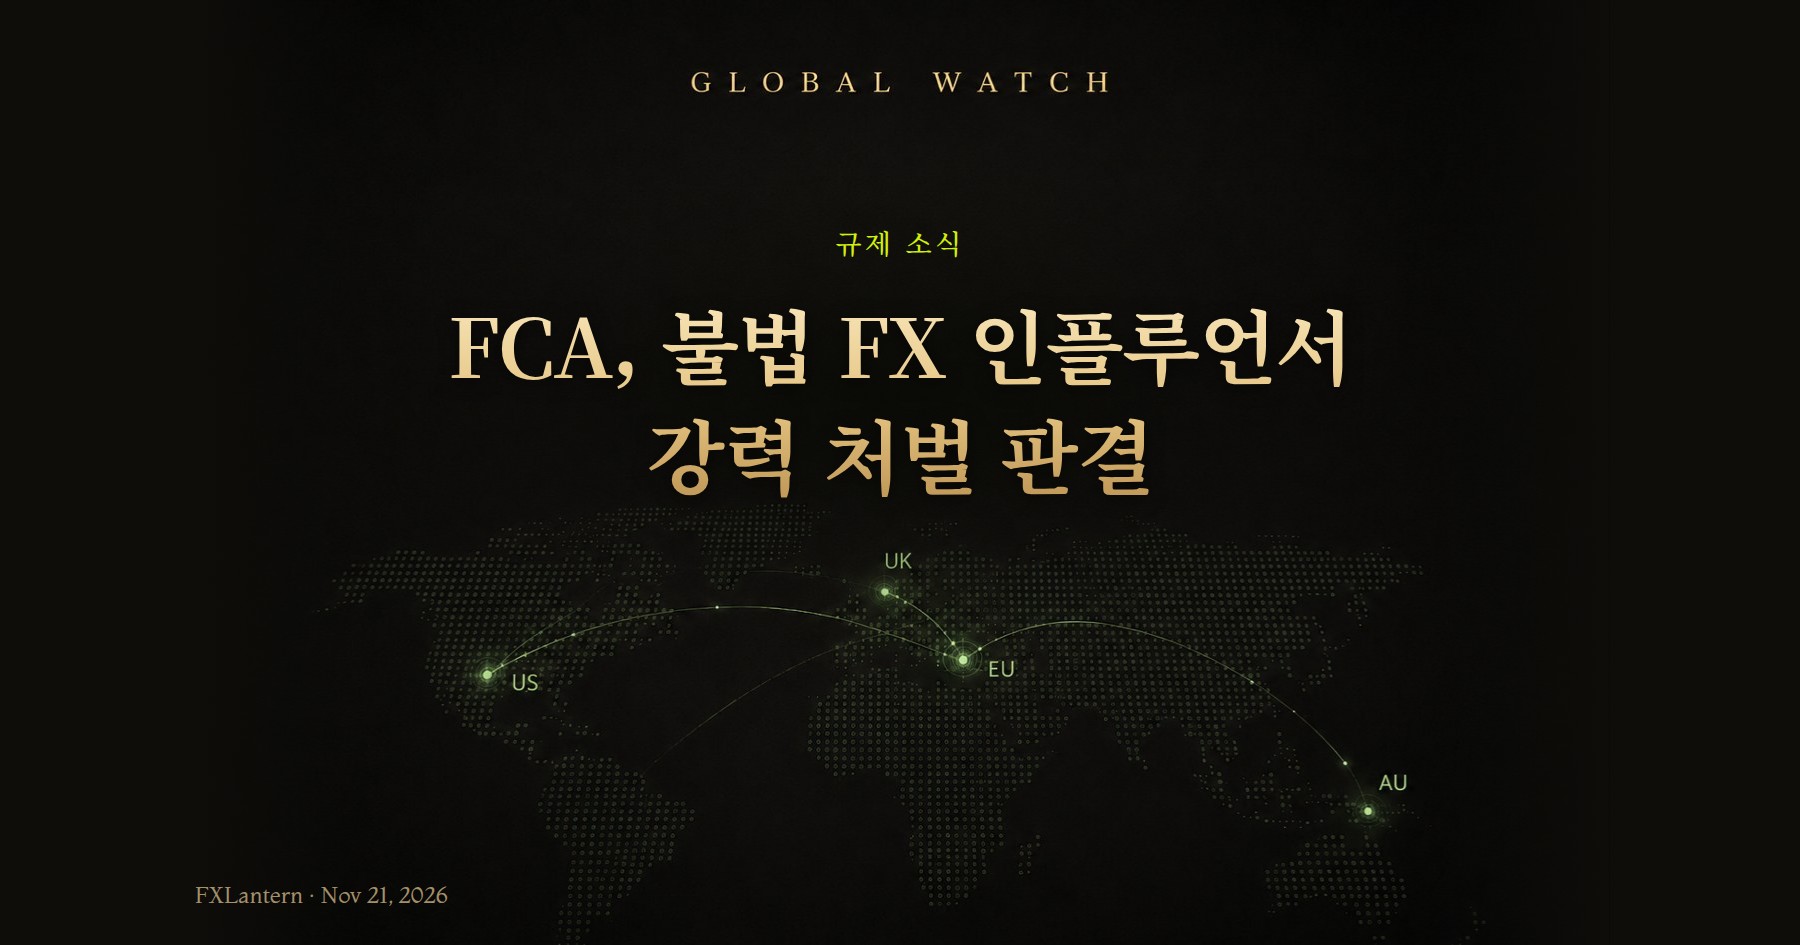 GLOBAL WATCH
규제 소식
FCA, 불법 FX 인플루언서
강력 처벌 판결
UK
EU
US
AU
FXLantern · Nov 21, 2026